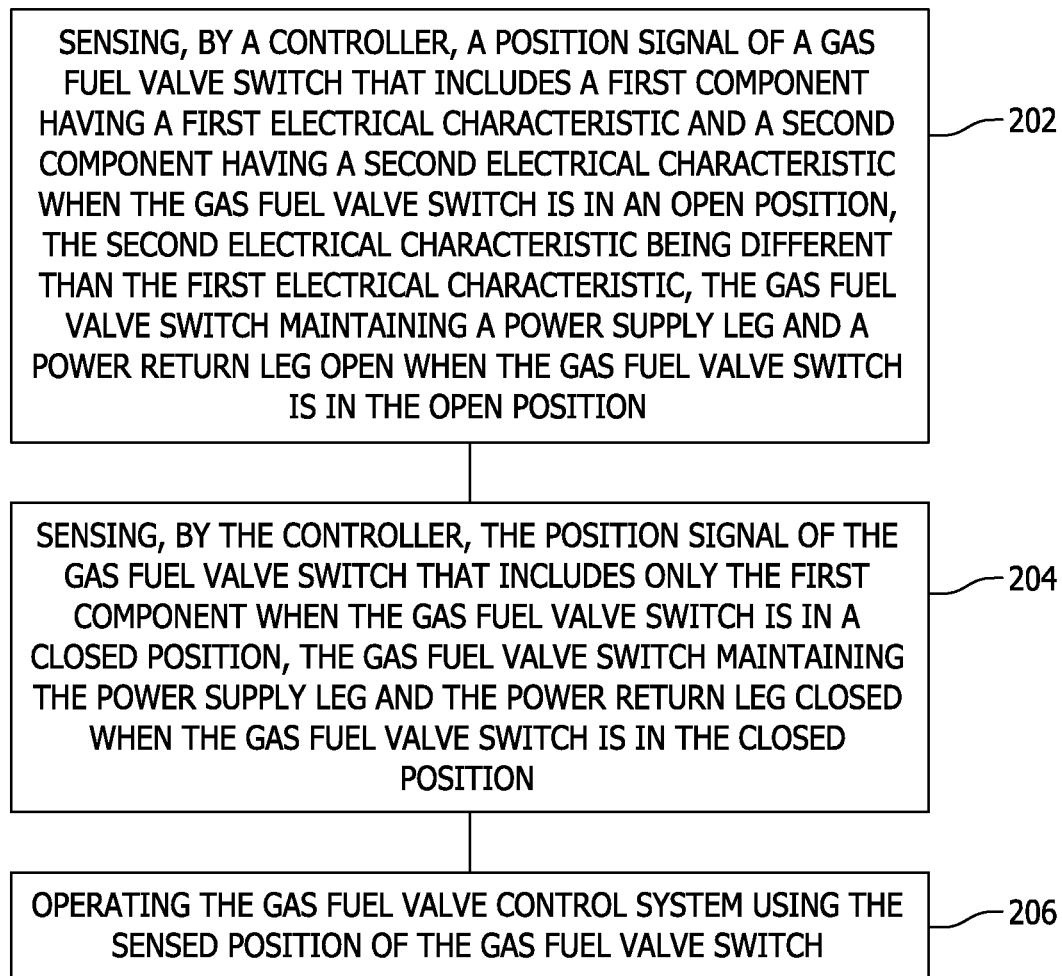 SENSING, BY A CONTROLLER, A POSITION SIGNAL OF A GAS
FUEL VALVE SWITCH THAT INCLUDES A FIRST COMPONENT
HAVING A FIRST ELECTRICAL CHARACTERISTIC AND A SECOND
COMPONENT HAVING A SECOND ELECTRICAL CHARACTERISTIC
WHEN THE GAS FUEL VALVE SWITCH IS IN AN OPEN POSITION,
THE SECOND ELECTRICAL CHARACTERISTIC BEING DIFFERENT
THAN THE FIRST ELECTRICAL CHARACTERISTIC, THE GAS FUEL
VALVE SWITCH MAINTAINING A POWER SUPPLY LEG AND A
POWER RETURN LEG OPEN WHEN THE GAS FUEL VALVE SWITCH
IS IN THE OPEN POSITION
202
SENSING, BY THE CONTROLLER, THE POSITION SIGNAL OF THE
GAS FUEL VALVE SWITCH THAT INCLUDES ONLY THE FIRST
COMPONENT WHEN THE GAS FUEL VALVE SWITCH IS IN A
CLOSED POSITION, THE GAS FUEL VALVE SWITCH MAINTAINING
THE POWER SUPPLY LEG AND THE POWER RETURN LEG CLOSED
WHEN THE GAS FUEL VALVE SWITCH IS IN THE CLOSED
POSITION
204
OPERATING THE GAS FUEL VALVE CONTROL SYSTEM USING THE
SENSED POSITION OF THE GAS FUEL VALVE SWITCH
206